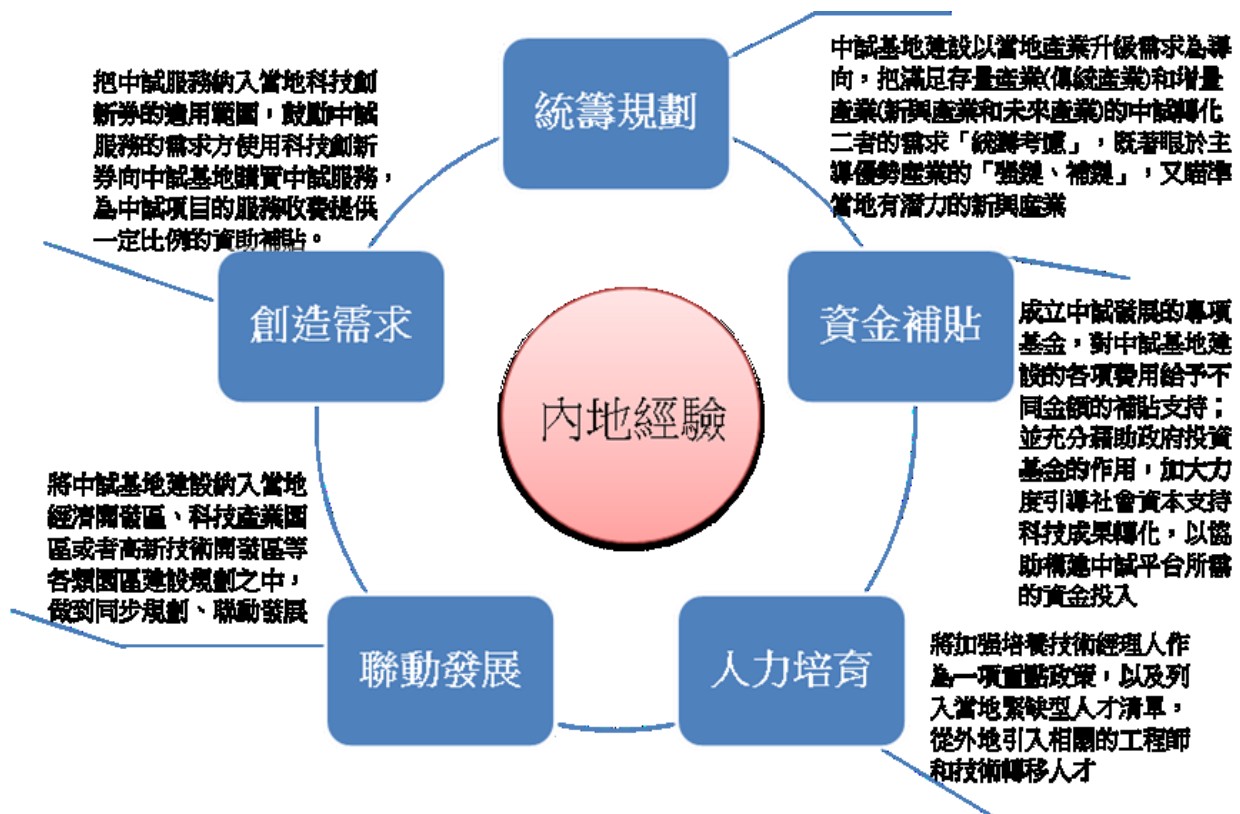 統籌規劃
中試基地建設以當地產業升級需求為導
向，把滿足存量產業(傳統產業)和增量
產業(新興產業和未來產業)的中試轉化
二者的需求「統籌考慮」，既著眼於主
導優勢産業的「強鏈、補鏈」，又瞄準
當地有潛力的新興産業
資金補貼
成立中試發展的專項
基金，對中試基地建
設的各項費用給予不
同金額的補貼支持；
並充分藉助政府投資
基金的作用，加大力
度引導社會資本支持
科技成果轉化，以協
助構建中試平台所需
的資金投入
人力培育
將加强培養技術經理人作
為一項重點政策，以及列
入當地緊缺型人才清單，
從外地引入相關的工程師
和技術轉移人才
聯動發展
將中試基地建設納入當地
經濟開發區、科技產業園
區或者高新技術開發區等
各類園區建設規劃之中，
做到同步規劃、聯動發展
創造需求
把中試服務納入當地科技創
新券的適用範圍，鼓勵中試
服務的需求方使用科技創新
券向中試基地購買中試服務，
為中試項目的服務收費提供
一定比例的資助補貼。
內地經驗